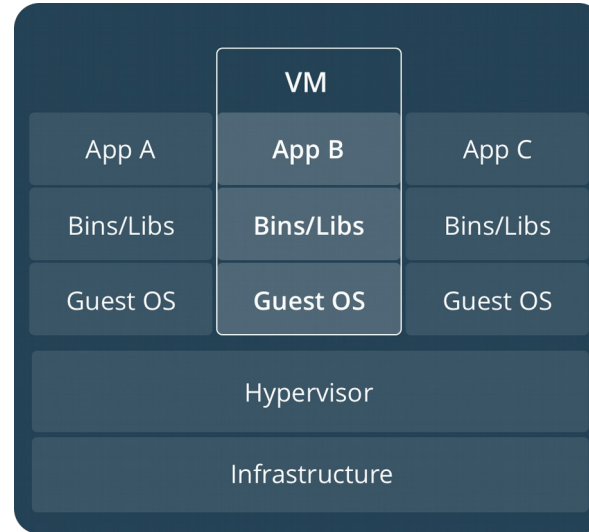 VM
App A App B App C
Bins/Libs Bins/Libs Bins/Libs
Guest OS Guest OS Guest OS
Hypervisor
Infrastructure